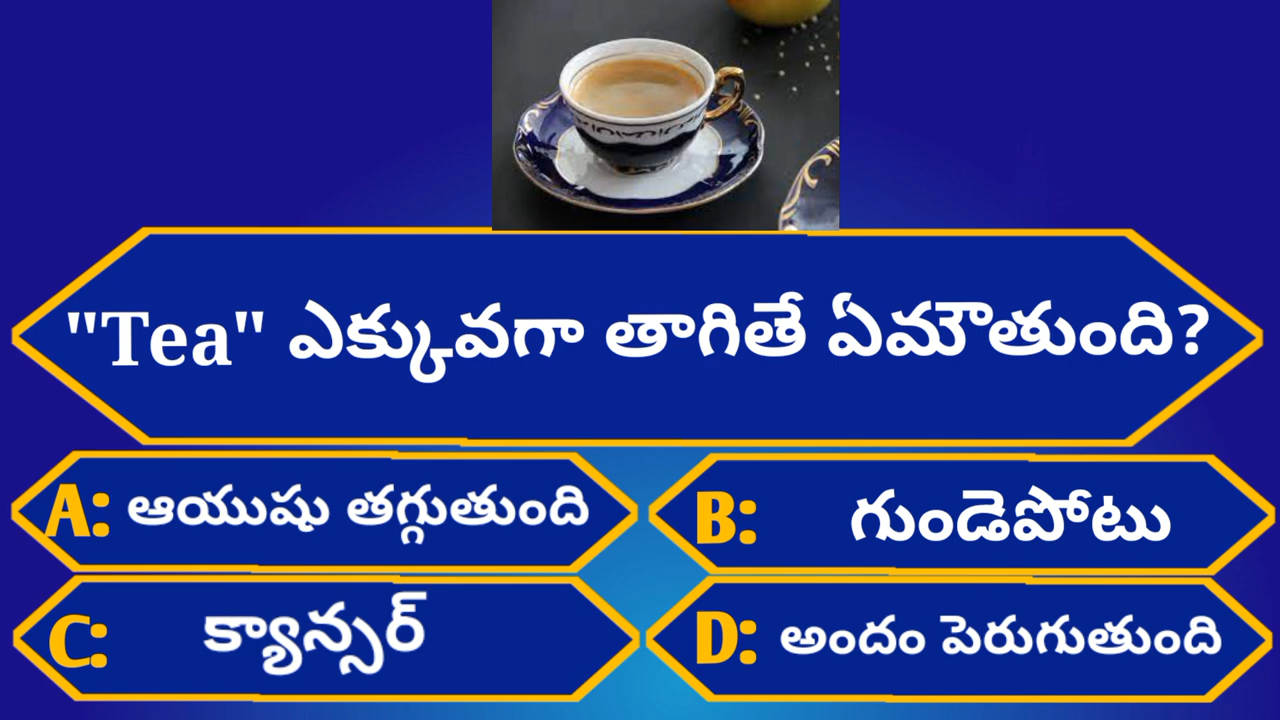 "Tea" ఎక్కువగా తాగితే ఏమౌతుంది?
A: ఆయుషు తగ్గుతుంది
B: గుండెపోటు
C: క్యాన్సర్
D: అందం పెరుగుతుంది